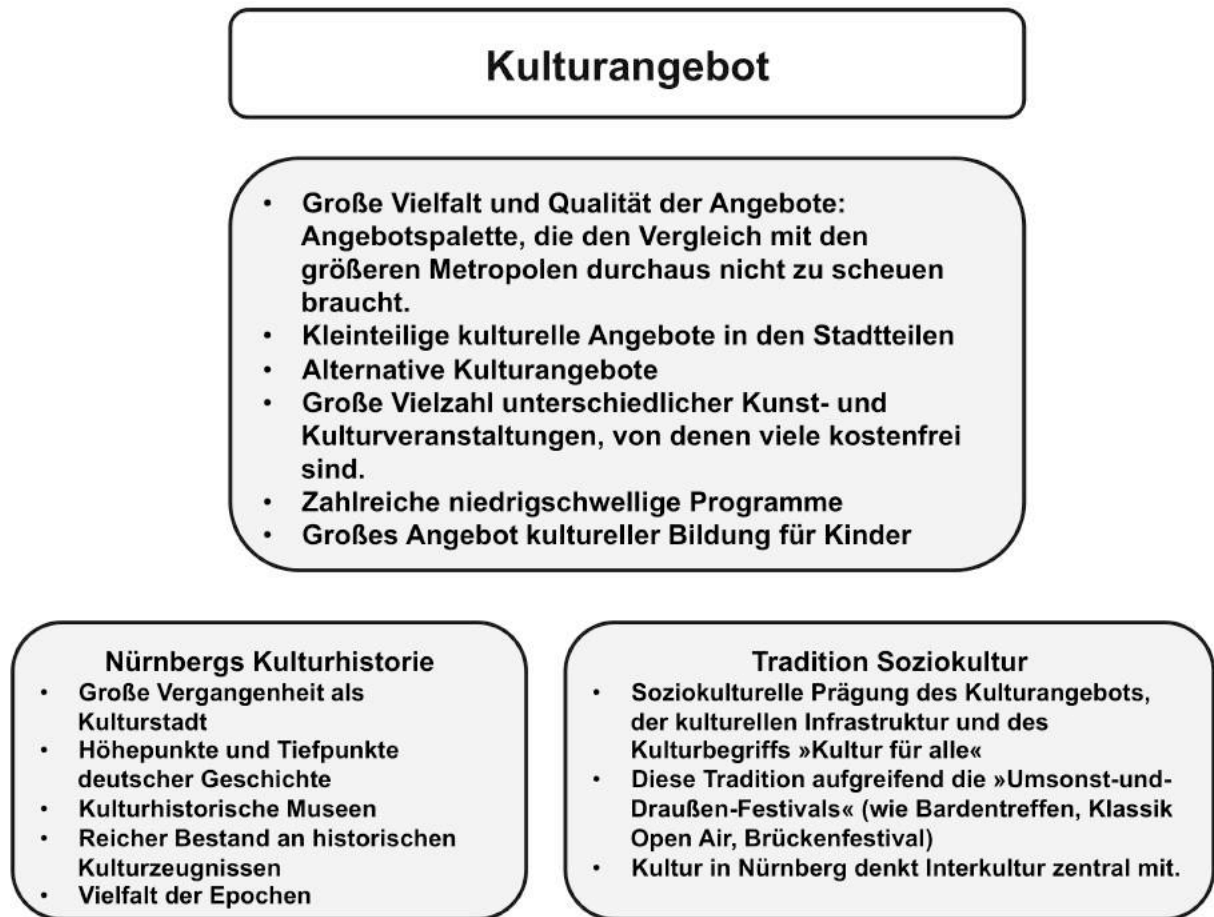 Kulturangebot
• Große Vielfalt und Qualität der Angebote:
Angebotspalette, die den Vergleich mit den
größeren Metropolen durchaus nicht zu scheuen
braucht.
• Kleinteilige kulturelle Angebote in den Stadtteilen
• Alternative Kulturangebote
• Große Vielzahl unterschiedlicher Kunst- und
Kulturveranstaltungen, von denen viele kostenfrei
sind.
• Zahlreiche niedrigschwellige Programme
• Großes Angebot kultureller Bildung für Kinder
Nürnbergs Kulturhistorie
• Große Vergangenheit als
Kulturstadt
• Höhepunkte und Tiefpunkte
deutscher Geschichte
• Kulturhistorische Museen
• Reicher Bestand an historischen
Kulturzeugnissen
• Vielfalt der Epochen
Tradition Soziokultur
• Soziokulturelle Prägung des Kulturangebots,
der kulturellen Infrastruktur und des
Kulturbegriffs »Kultur für alle«
• Diese Tradition aufgreifend die »Umsonst-und-
Draußen-Festivals« (wie Bardentreffen, Klassik
Open Air, Brückenfestival)
• Kultur in Nürnberg denkt Interkultur zentral mit.